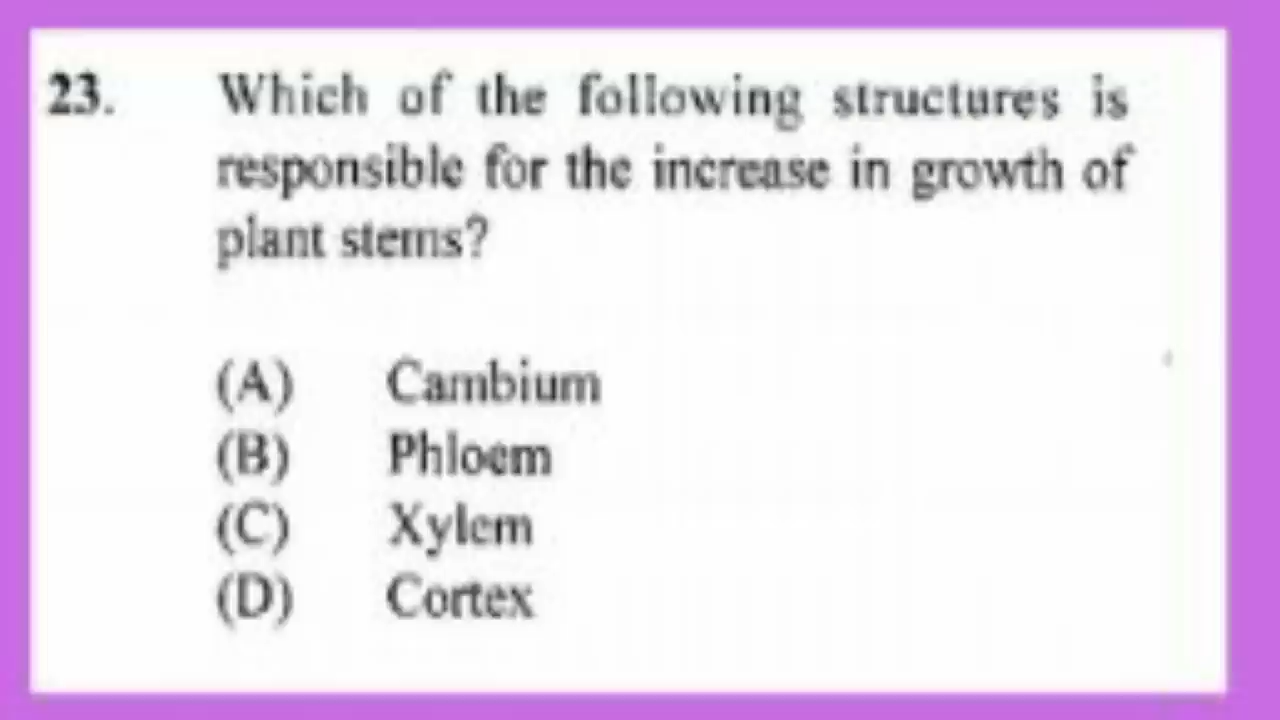 23. Which of the following structures is
responsible for the increase in growth of
plant stems?
(A) Cambium
(B) Phloem
(C) Xylem
(D) Cortex